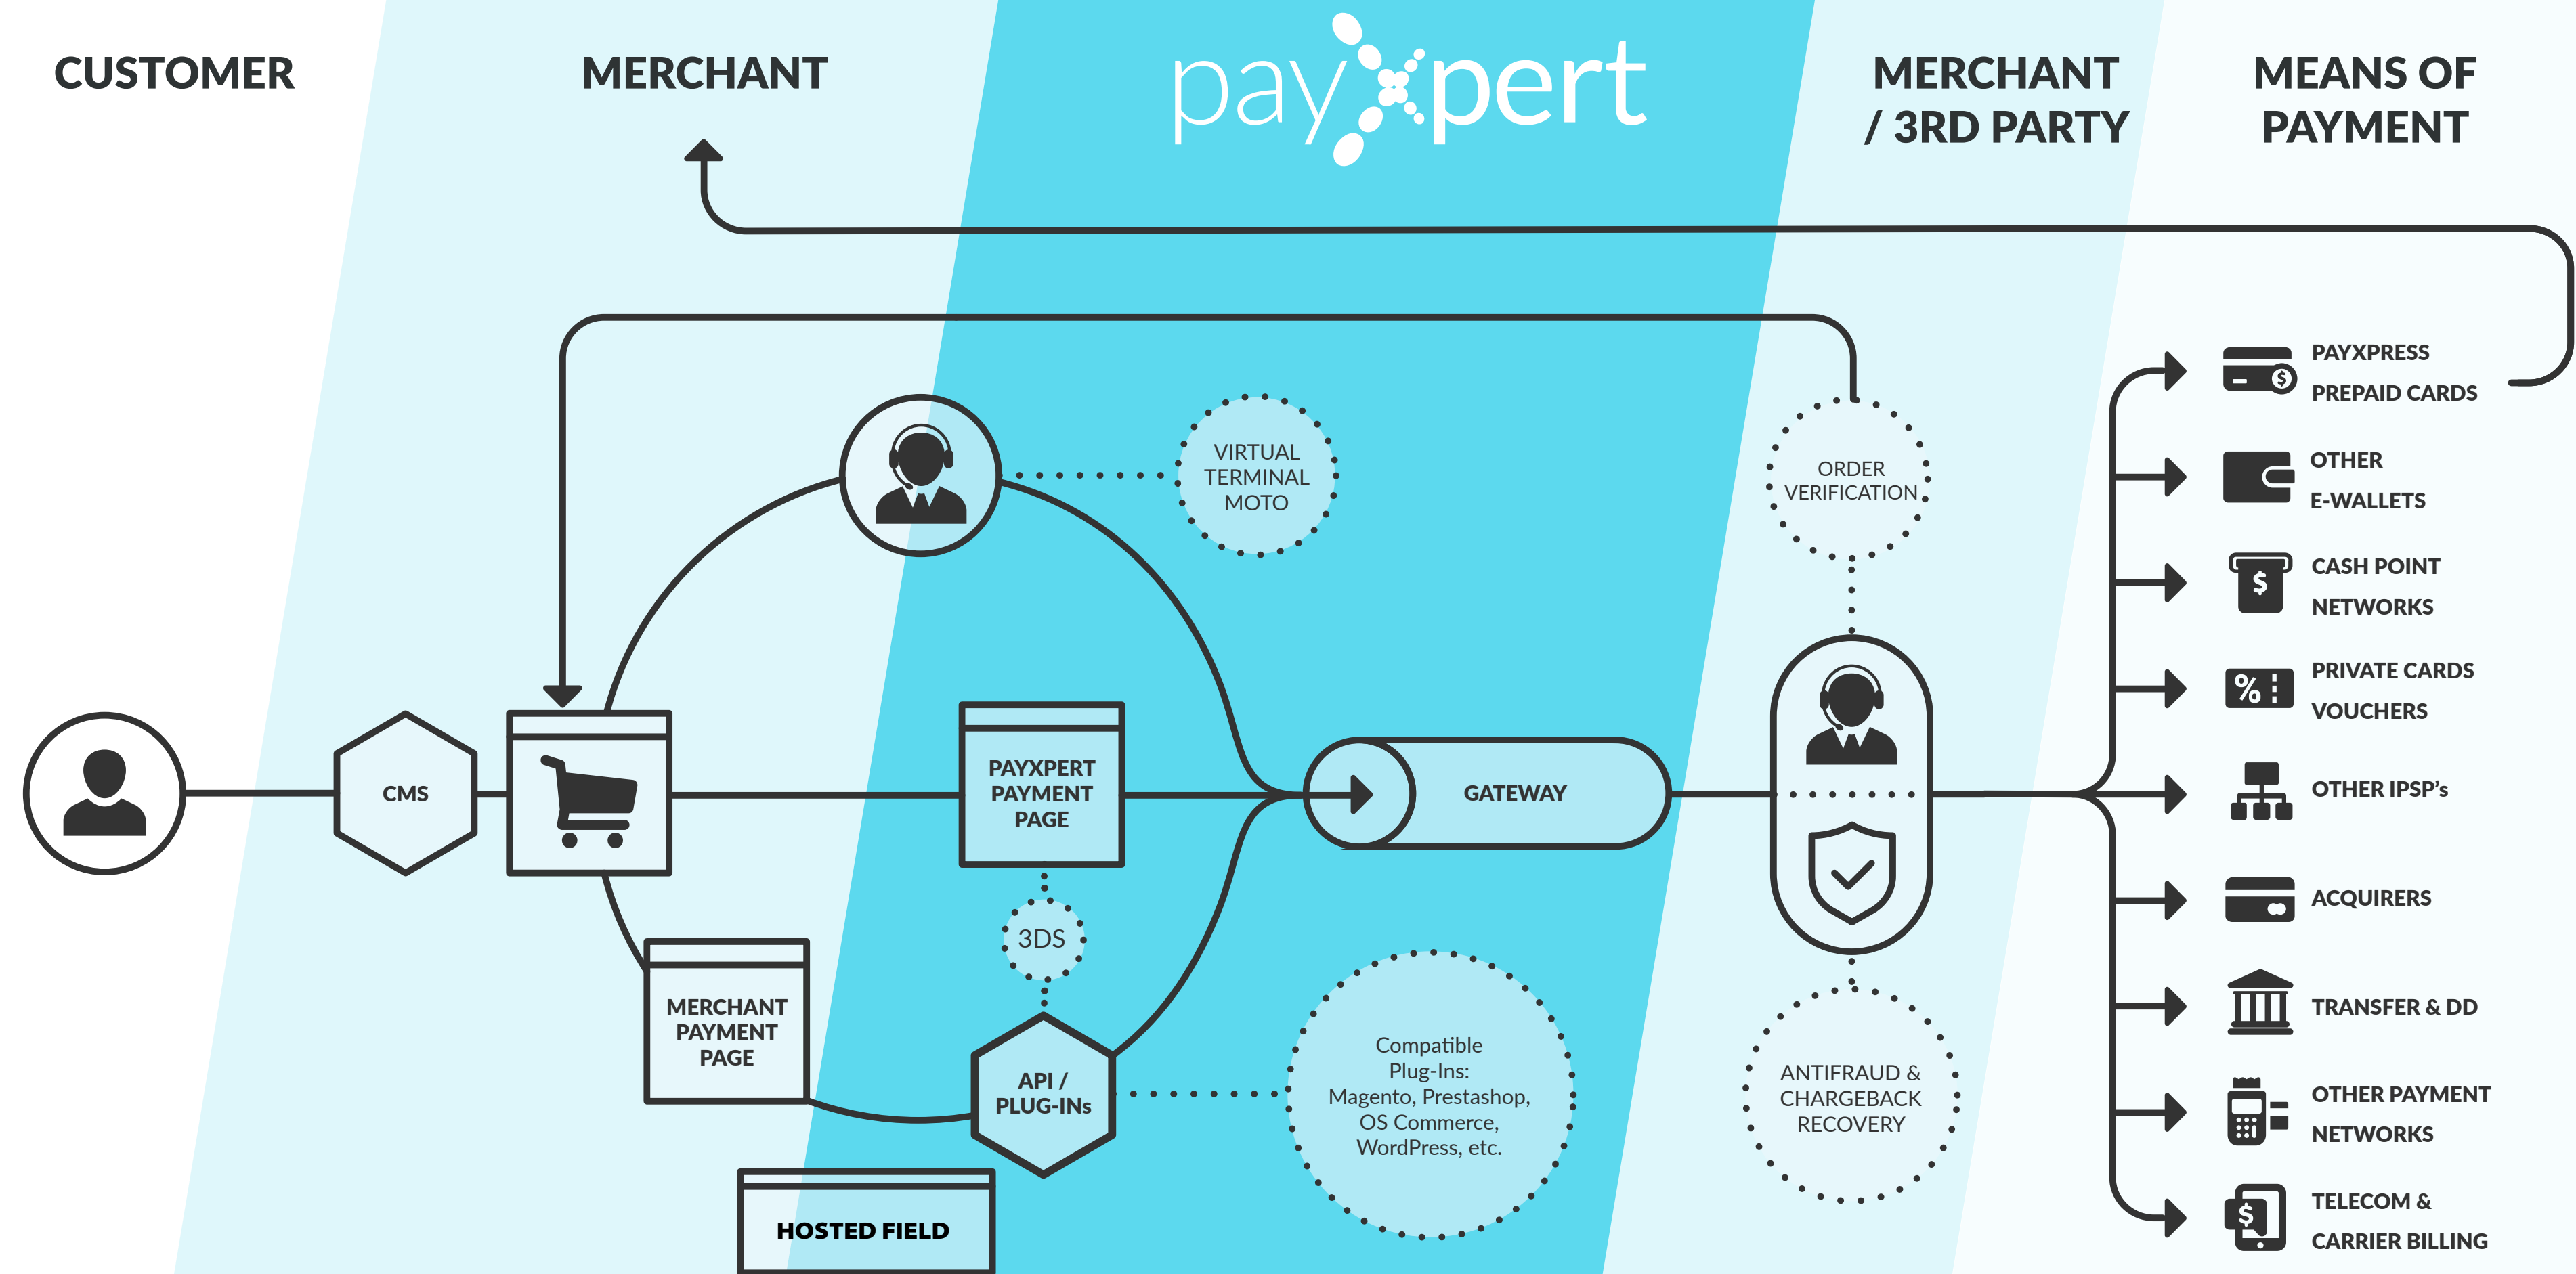 CUSTOMER
MERCHANT
payxpert
MERCHANT
/ 3RD PARTY
MEANS OF
PAYMENT
VIRTUAL
TERMINAL
MOTO
ORDER
VERIFICATION
CMS
PAYXPERT
PAYMENT
PAGE
GATEWAY
3DS
MERCHANT
PAYMENT
PAGE
API /
PLUG-INs
Compatible
Plug-Ins:
Magento, Prestashop,
OS Commerce,
WordPress, etc.
ANTIFRAUD &
CHARGEBACK
RECOVERY
HOSTED FIELD
PAYXPRESS
PREPAID CARDS
OTHER
E-WALLETS
CASH POINT
NETWORKS
PRIVATE CARDS
VOUCHERS
OTHER IPSP's
ACQUIRERS
TRANSFER & DD
OTHER PAYMENT
NETWORKS
TELECOM &
CARRIER BILLING